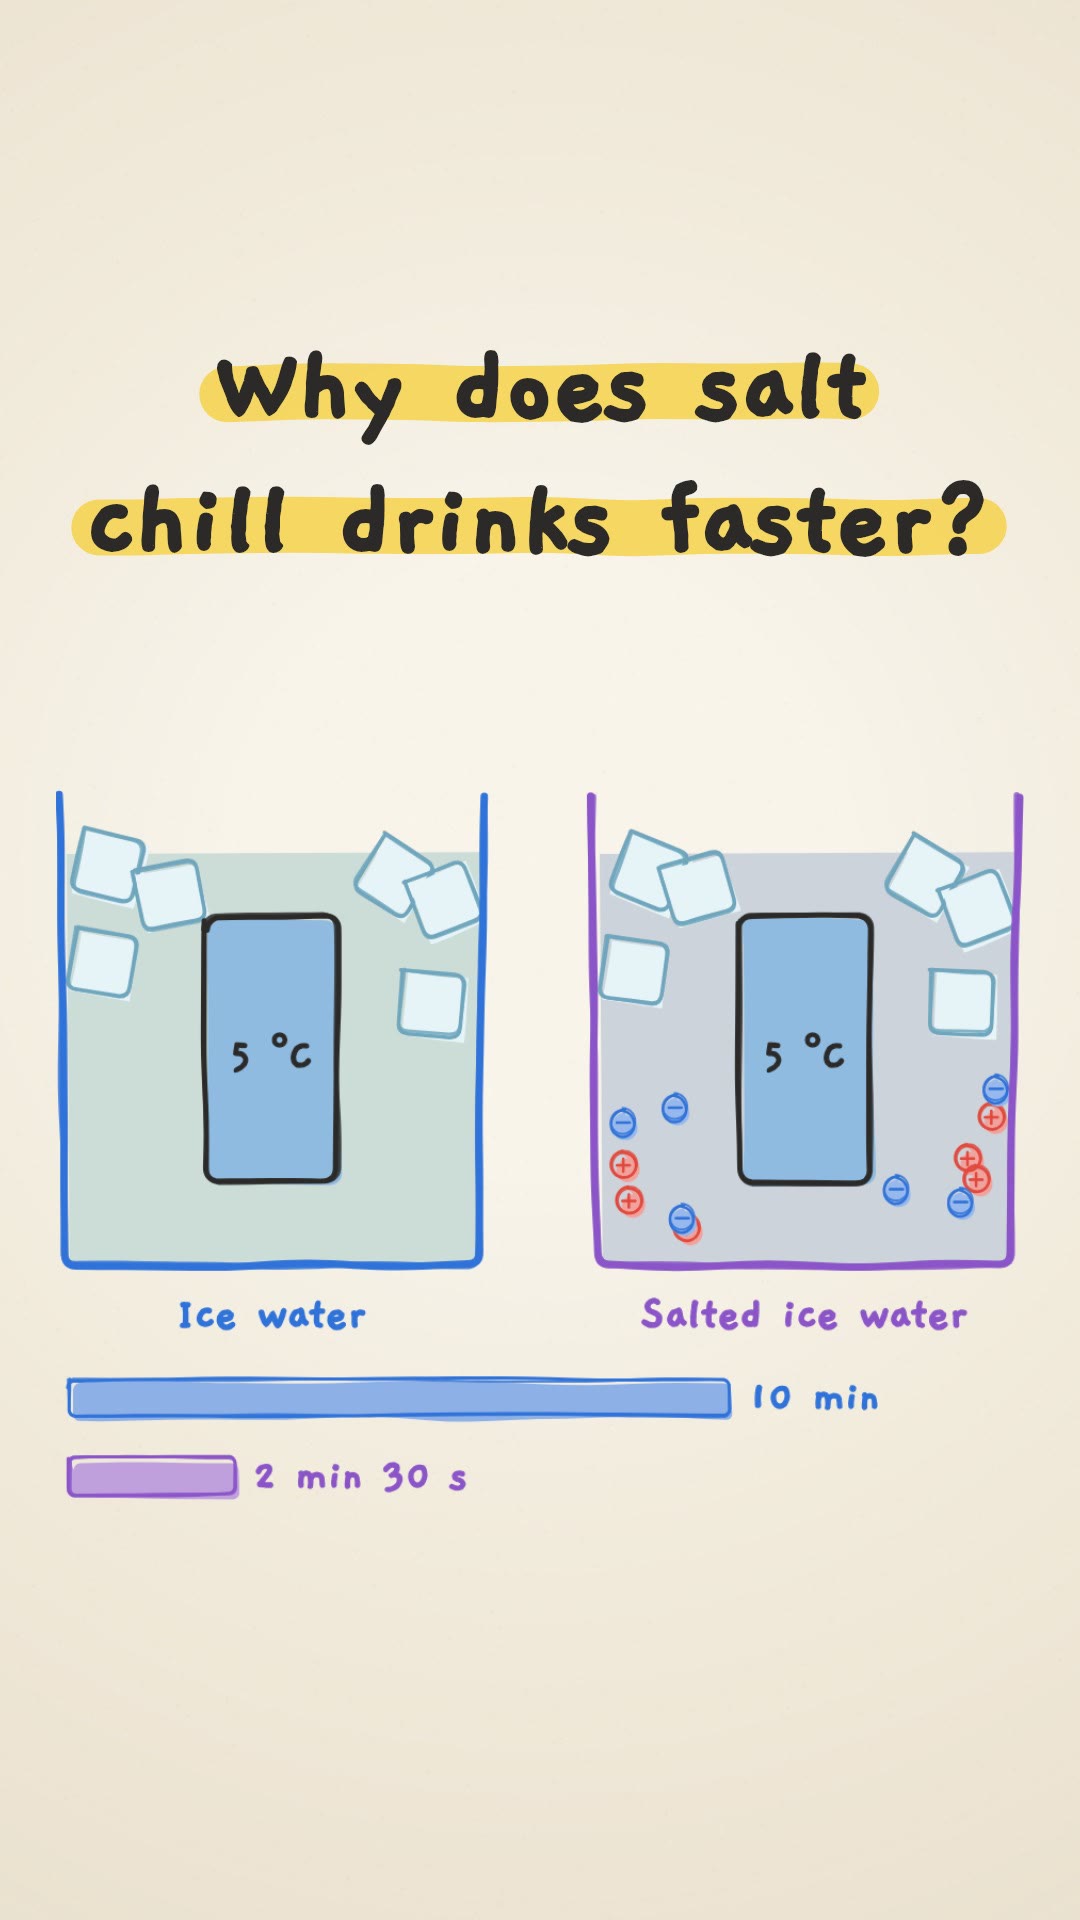 Why does salt
chill drinks faster?
5 °C
5 °C
Ice water
Salted ice water
10 min
2 min 30 s